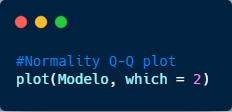 #Normality Q-Q plot
plot(Modelo, which = 2)